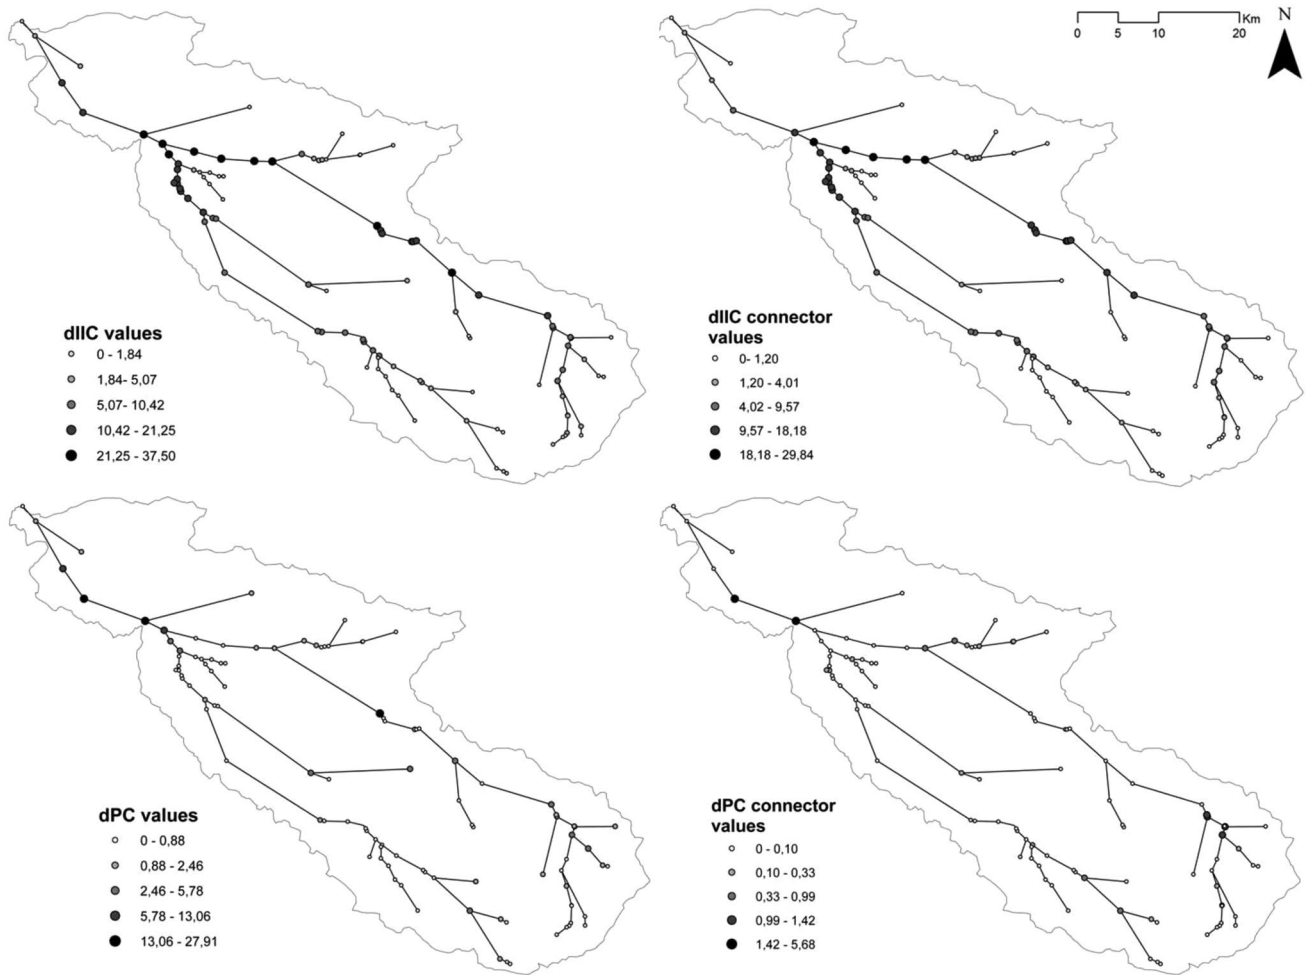 Km
N
0 5 10 20
dIIC values
0 - 1,84
1,84- 5,07
5,07- 10,42
10,42 - 21,25
21,25 - 37,50
dIIC connector
values
0- 1,20
1,20 - 4,01
4,02 - 9,57
9,57 - 18,18
18,18 - 29,84
dPC values
0 - 0,88
0,88 - 2,46
2,46 - 5,78
5,78 - 13,06
13,06 - 27,91
dPC connector
values
0 - 0,10
0,10 - 0,33
0,33 - 0,99
0,99 - 1,42
1,42 - 5,68